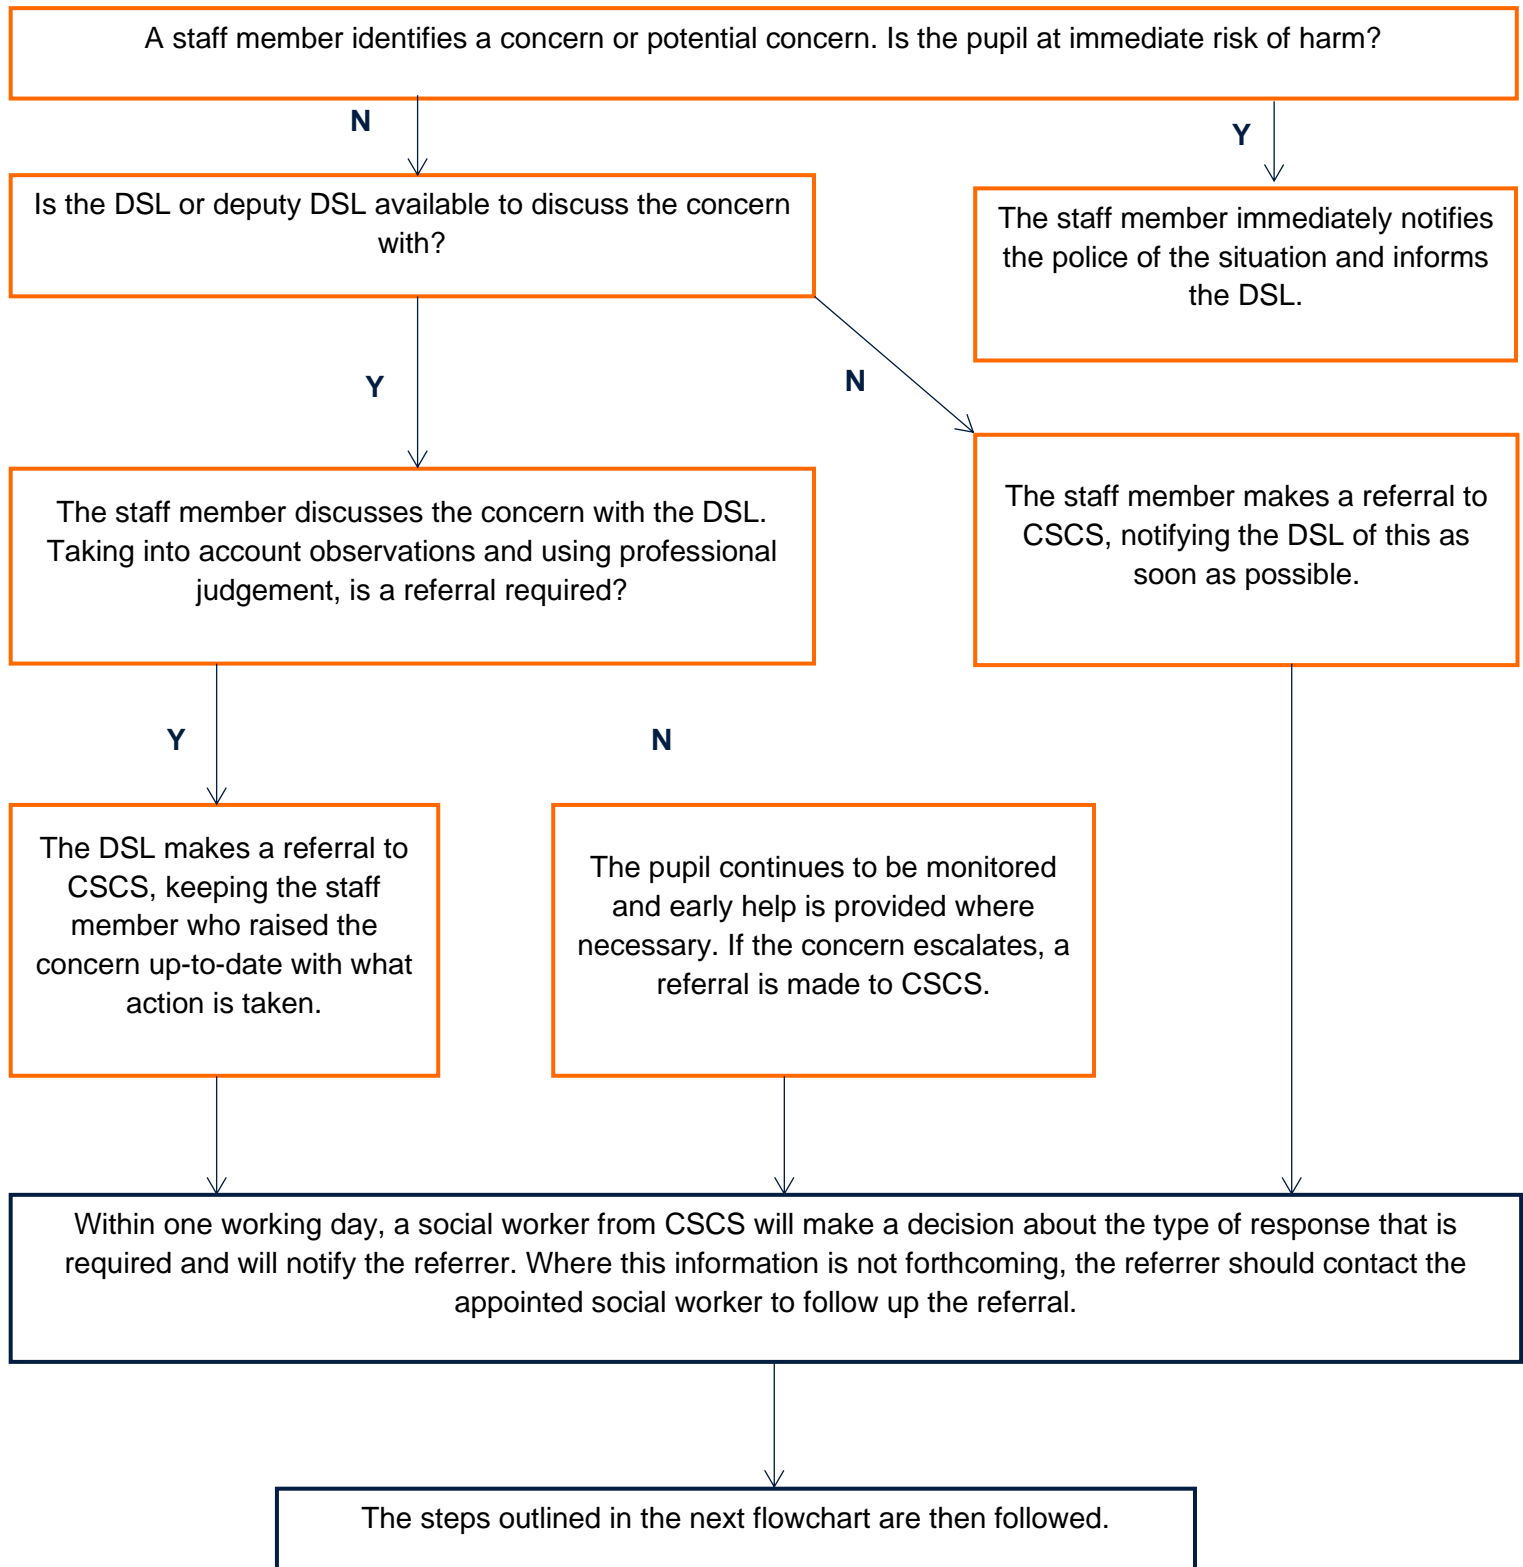 A staff member identifies a concern or potential concern. Is the pupil at immediate risk of harm?
N
Y
Is the DSL or deputy DSL available to discuss the concern
with?
The staff member immediately notifies
the police of the situation and informs
the DSL.
Y
N
The staff member discusses the concern with the DSL.
Taking into account observations and using professional
judgement, is a referral required?
The staff member makes a referral to
CSCS, notifying the DSL of this as
soon as possible.
Y
N
The DSL makes a referral to
CSCS, keeping the staff
member who raised the
concern up-to-date with what
action is taken.
The pupil continues to be monitored
and early help is provided where
necessary. If the concern escalates, a
referral is made to CSCS.
Within one working day, a social worker from CSCS will make a decision about the type of response that is
required and will notify the referrer. Where this information is not forthcoming, the referrer should contact the
appointed social worker to follow up the referral.
The steps outlined in the next flowchart are then followed.